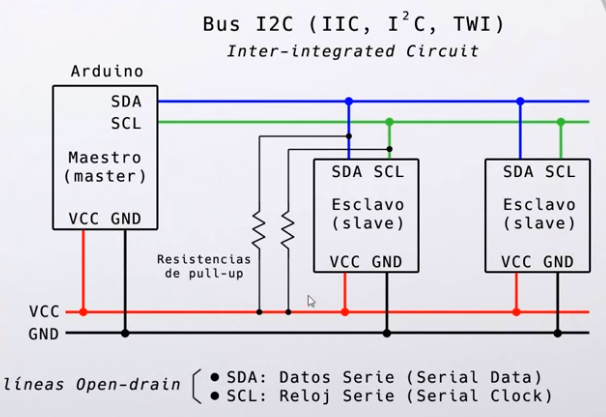 Bus I2C (IIC, I²C, TWI)
Inter-integrated Circuit
Arduino
SDA
SCL
Maestro
(master)
VCC GND
SDA SCL
Esclavo
(slave)
VCC GND
SDA SCL
Esclavo
(slave)
VCC GND
Resistencias
de pull-up
VCC
GND
líneas Open-drain
● SDA: Datos Serie (Serial Data)
● SCL: Reloj Serie (Serial Clock)